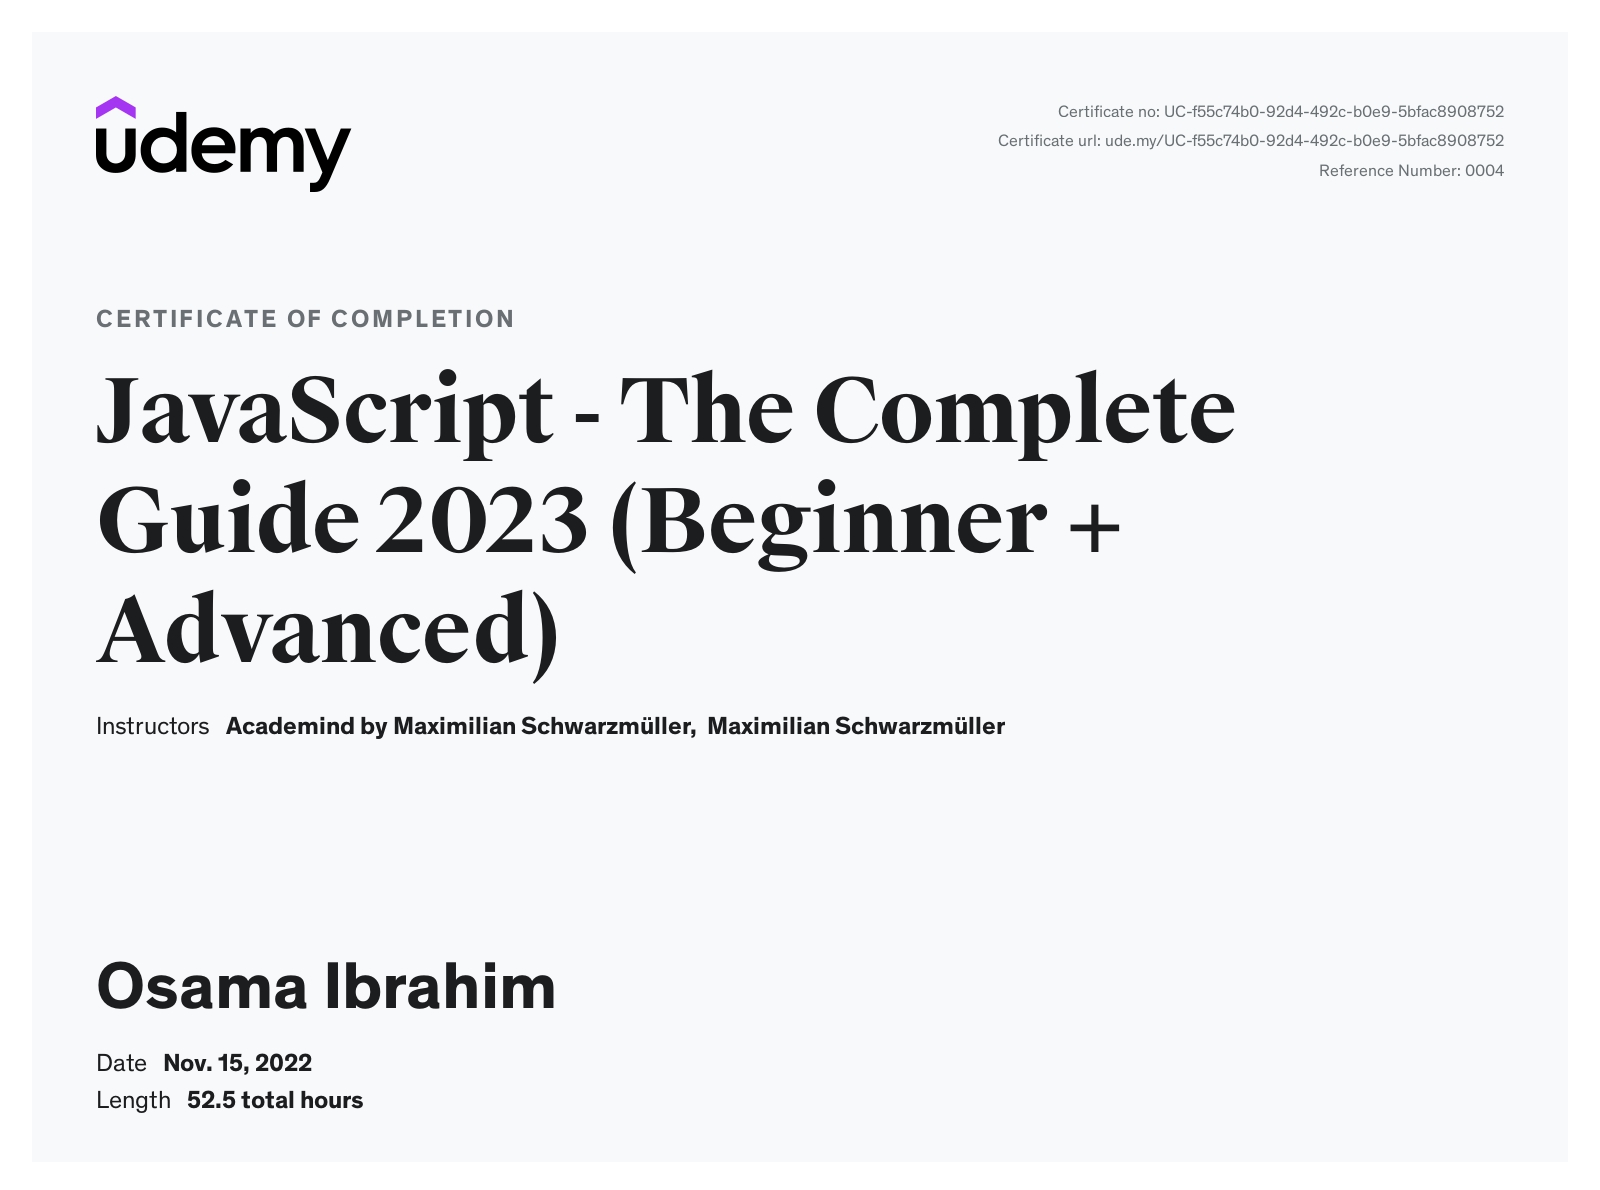 udemy
Certificate no: UC-f55c74b0-92d4-492c-b0e9-5bfac8908752
Certificate url: ude.my/UC-f55c74b0-92d4-492c-b0e9-5bfac8908752
Reference Number: 0004
CERTIFICATE OF COMPLETION
JavaScript - The Complete
Guide 2023 (Beginner +
Advanced)
Instructors Academind by Maximilian Schwarzmüller, Maximilian Schwarzmüller
Osama Ibrahim
Date Nov. 15, 2022
Length 52.5 total hours